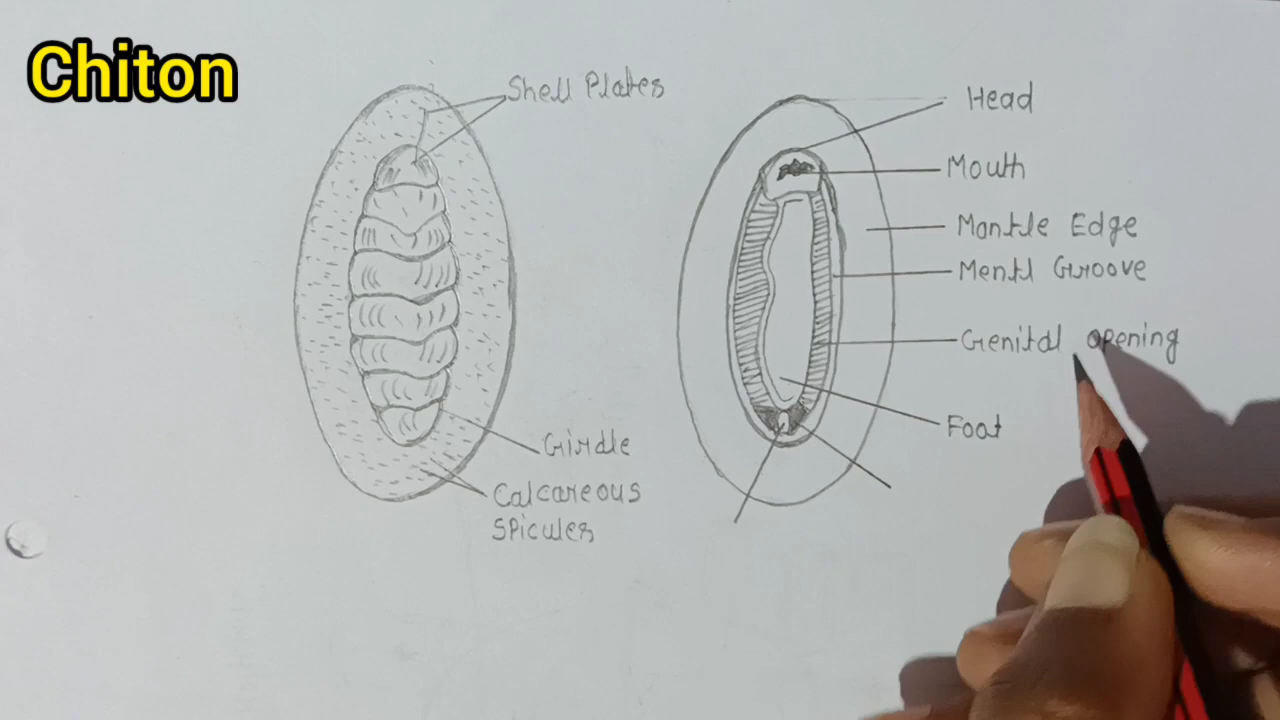 Chiton
Shell Plates
Girdle
Calcareous
Spicules
Head
Mouth
Mantle Edge
Mentl Groove
Genital opening
Foot